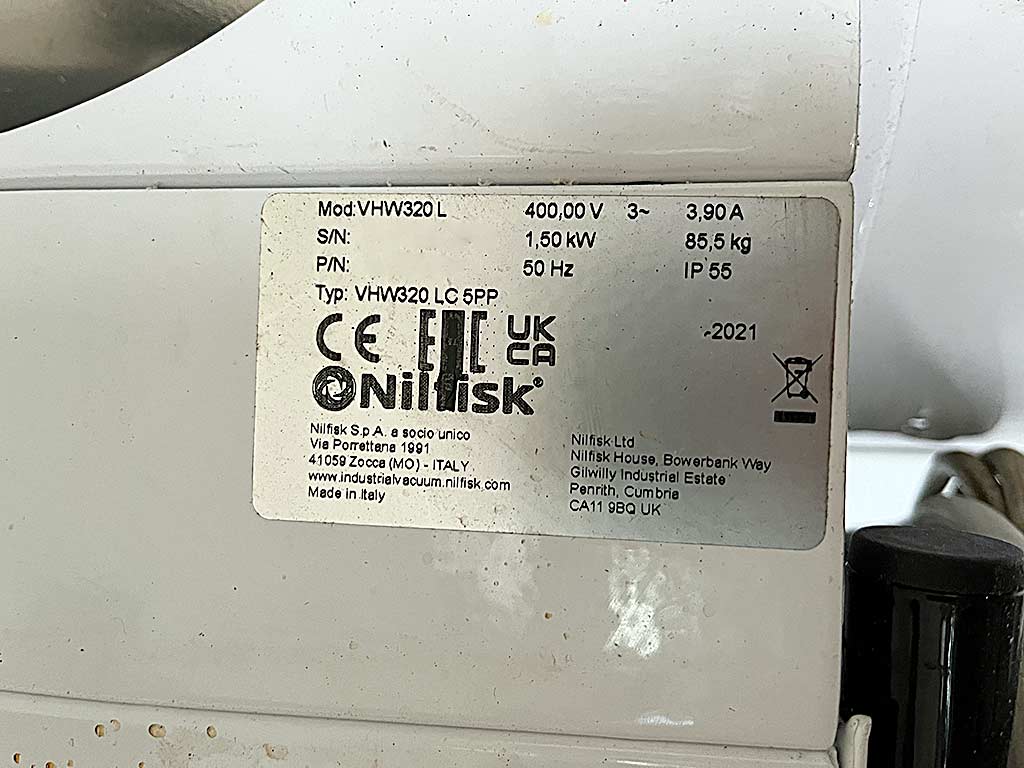 Mod:VHW320 L 400,00 V 3~ 3,90 A
S/N: 1,50 kW 85,5 kg
P/N: 50 Hz IP 55
Typ: VHW320 LC 5PP
CE EAC UK CA -2021
Nilfisk®
Nilfisk S.p.A. a socio unico
Via Porrettana 1991
41059 Zocca (MO) - ITALY
www.industrialvacuum.nilfisk.com
Made in Italy
Nilfisk Ltd
Nilfisk House, Bowerbank Way
Gilwilly Industrial Estate
Penrith, Cumbria
CA11 9BQ UK